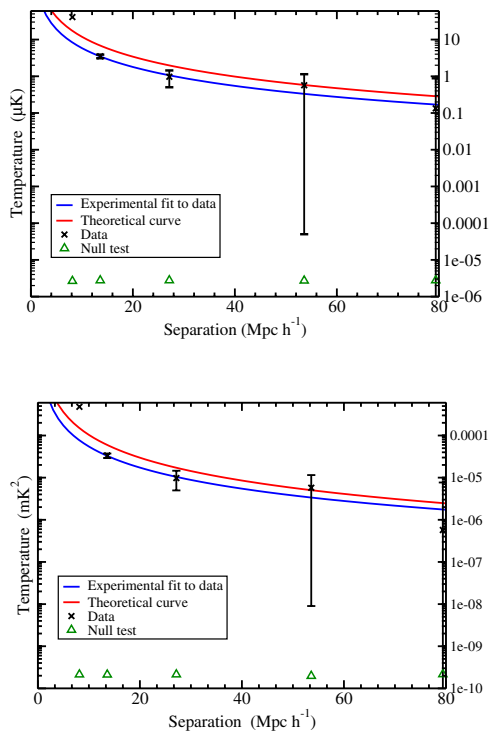 10
1
0.1
0.01
0.001
0.0001
1e-05
1e-06
Temperature (μK)
Experimental fit to data
Theoretical curve
Data
Null test
0 20 40 60 80
Separation (Mpc h⁻¹)
0.0001
1e-05
1e-06
1e-07
1e-08
1e-09
1e-10
Temperature (mK²)
Experimental fit to data
Theoretical curve
Data
Null test
0 20 40 60 80
Separation (Mpc h⁻¹)